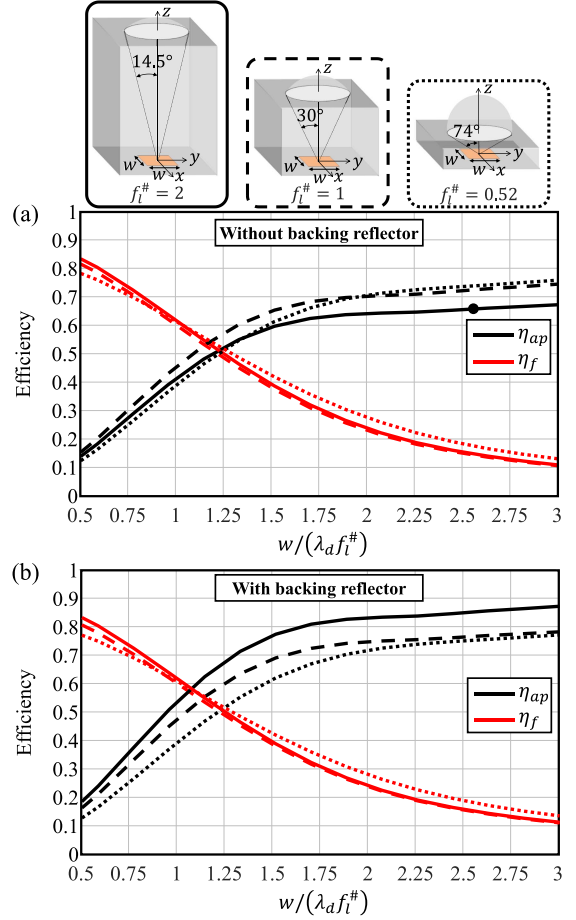 z
14.5°
y
w
w
x
f_l^# = 2
z
30°
y
w
w
x
f_l^# = 1
z
74°
y
w
w
x
f_l^# = 0.52
(a)
Without backing reflector
1
0.9
0.8
0.7
0.6
0.5
0.4
0.3
0.2
0.1
0
Efficiency
η_ap
η_f
0.5 0.75 1 1.25 1.5 1.75 2 2.25 2.5 2.75 3
w/(λ_d f_l^#)
(b)
With backing reflector
1
0.9
0.8
0.7
0.6
0.5
0.4
0.3
0.2
0.1
0
Efficiency
η_ap
η_f
0.5 0.75 1 1.25 1.5 1.75 2 2.25 2.5 2.75 3
w/(λ_d f_l^#)